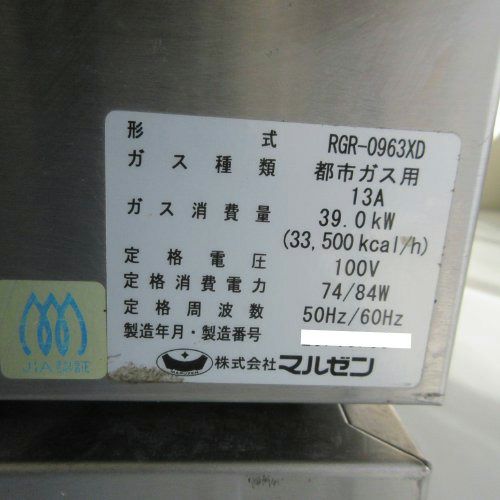 形式 RGR-0963XD
ガス種類 都市ガス用
13A
ガス消費量 39.0kW
(33,500kcal/h)
定格電圧 100V
定格消費電力 74/84W
定格周波数 50Hz/60Hz
製造年月・製造番号
株式会社マルゼン
JIA認証